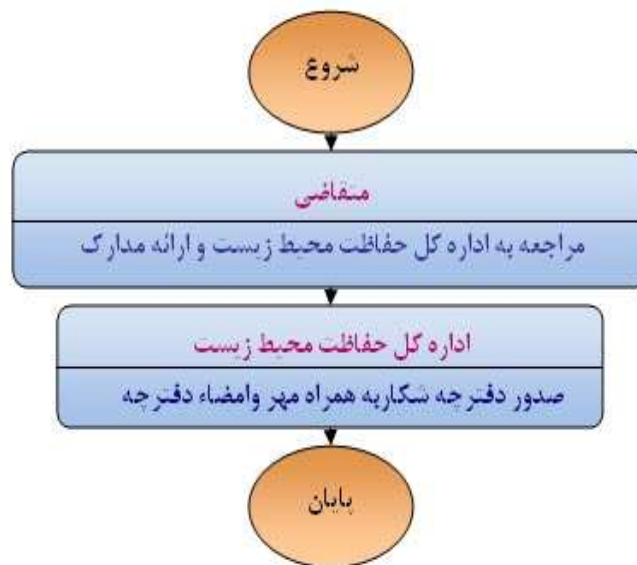 شروع
متقاضی
مراجعه به اداره کل حفاظت محیط زیست و ارائه مدارک
اداره کل حفاظت محیط زیست
صدور دفترچه شکاربه همراه مهر وامضاء دفترچه
پایان